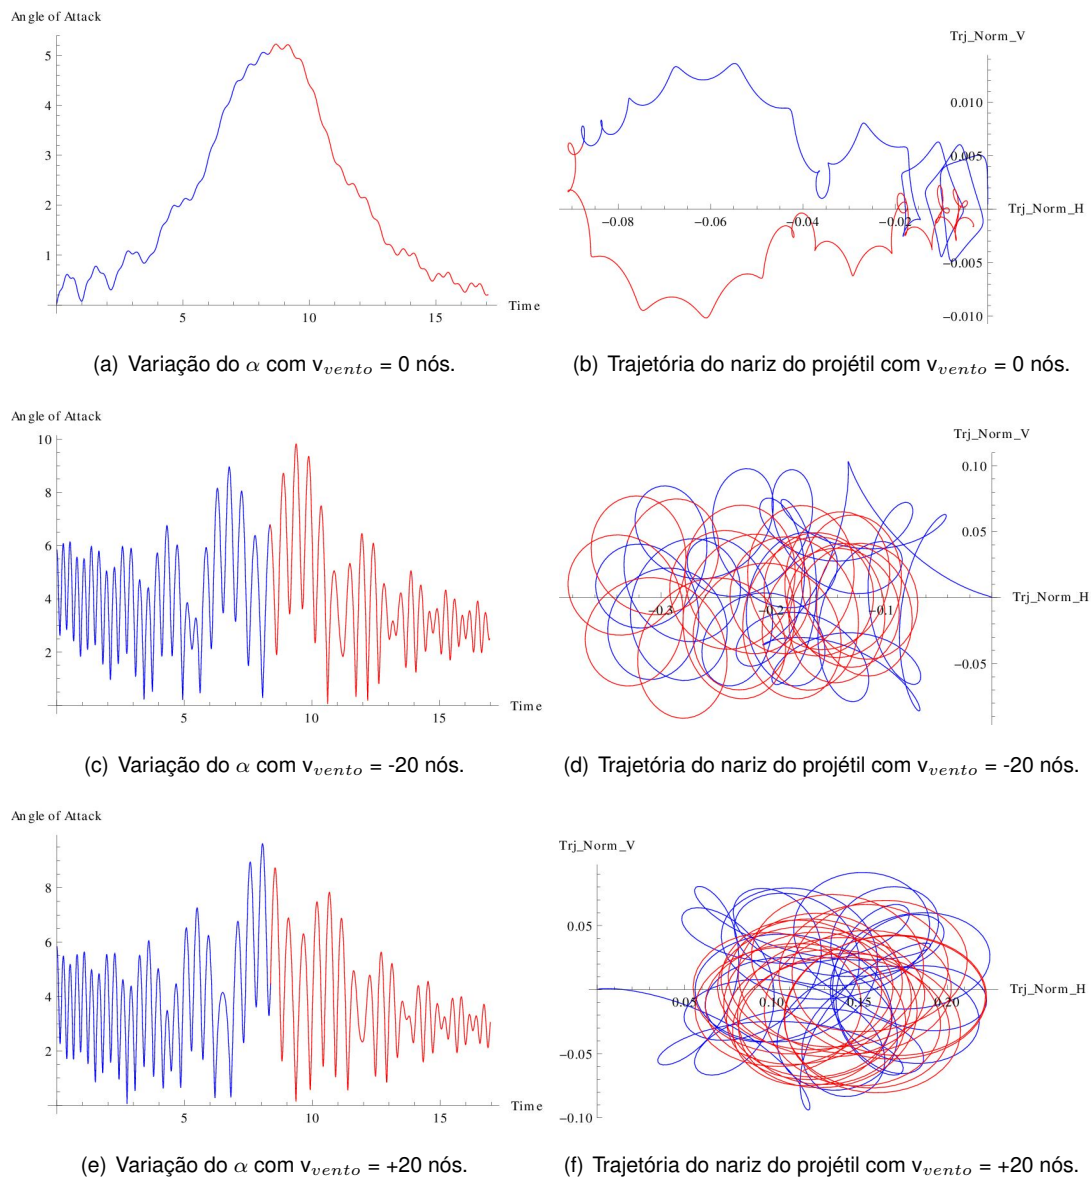 Angle of Attack
5
4
3
2
1
5
10
15
Time
Trj_Norm_V
0.010
0.005
-0.005
-0.010
-0.08
-0.06
-0.04
-0.02
Trj_Norm_H
(a) Variação do α com v_vento = 0 nós.
(b) Trajetória do nariz do projétil com v_vento = 0 nós.
Angle of Attack
10
8
6
4
2
5
10
15
Time
Trj_Norm_V
0.10
0.05
-0.05
-0.3
-0.2
-0.1
Trj_Norm_H
(c) Variação do α com v_vento = -20 nós.
(d) Trajetória do nariz do projétil com v_vento = -20 nós.
Angle of Attack
8
6
4
2
5
10
15
Time
Trj_Norm_V
0.05
-0.05
-0.10
0.05
0.10
0.15
0.20
Trj_Norm_H
(e) Variação do α com v_vento = +20 nós.
(f) Trajetória do nariz do projétil com v_vento = +20 nós.